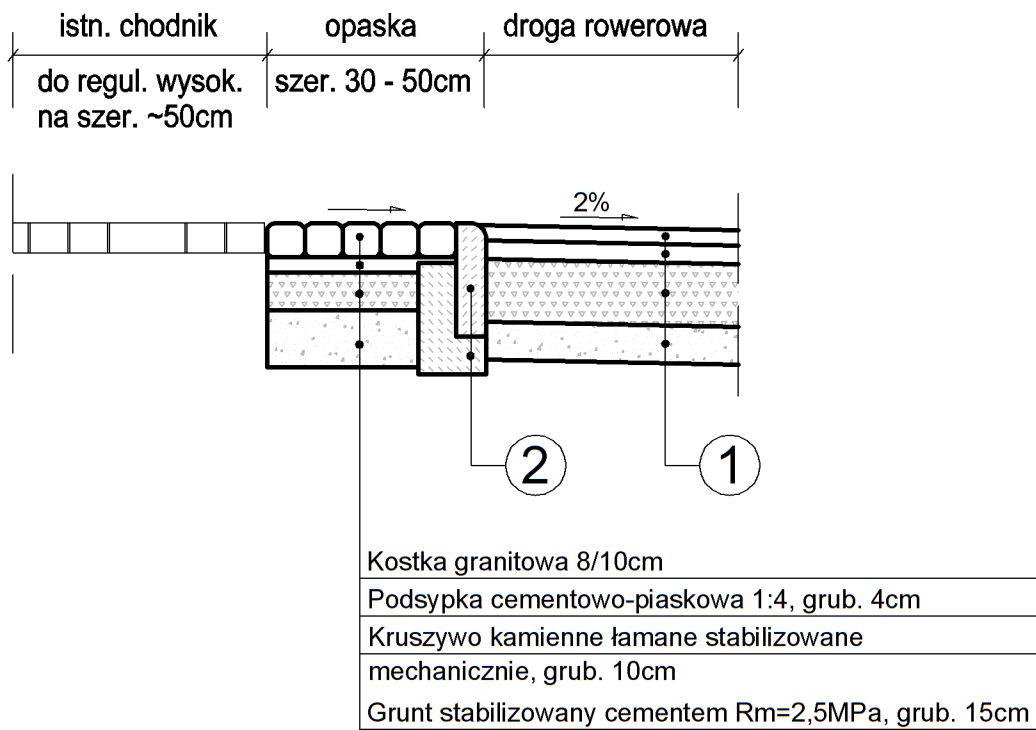 istn. chodnik
opaska
droga rowerowa
do regul. wysok.
na szer. ~50cm
szer. 30 - 50cm
2%
2
1
Kostka granitowa 8/10cm
Podsypka cementowo-piaskowa 1:4, grub. 4cm
Kruszywo kamienne łamane stabilizowane
mechanicznie, grub. 10cm
Grunt stabilizowany cementem Rm=2,5MPa, grub. 15cm